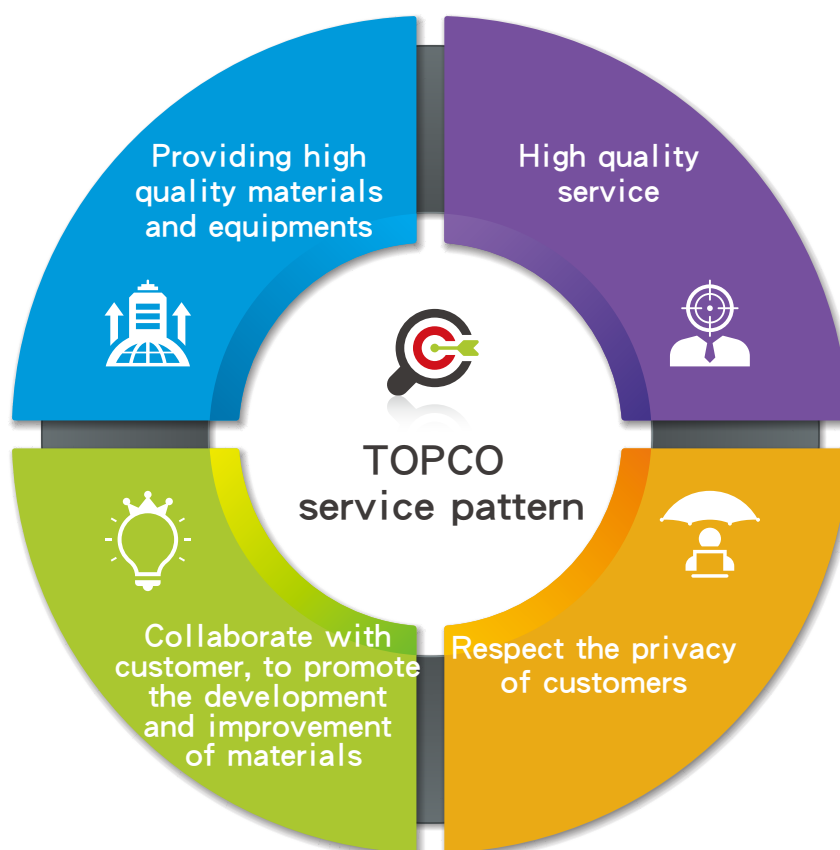 Providing high
quality materials
and equipments
High quality
service
TOPCO
service pattern
Collaborate with
customer, to promote
the development
and improvement
of materials
Respect the privacy
of customers